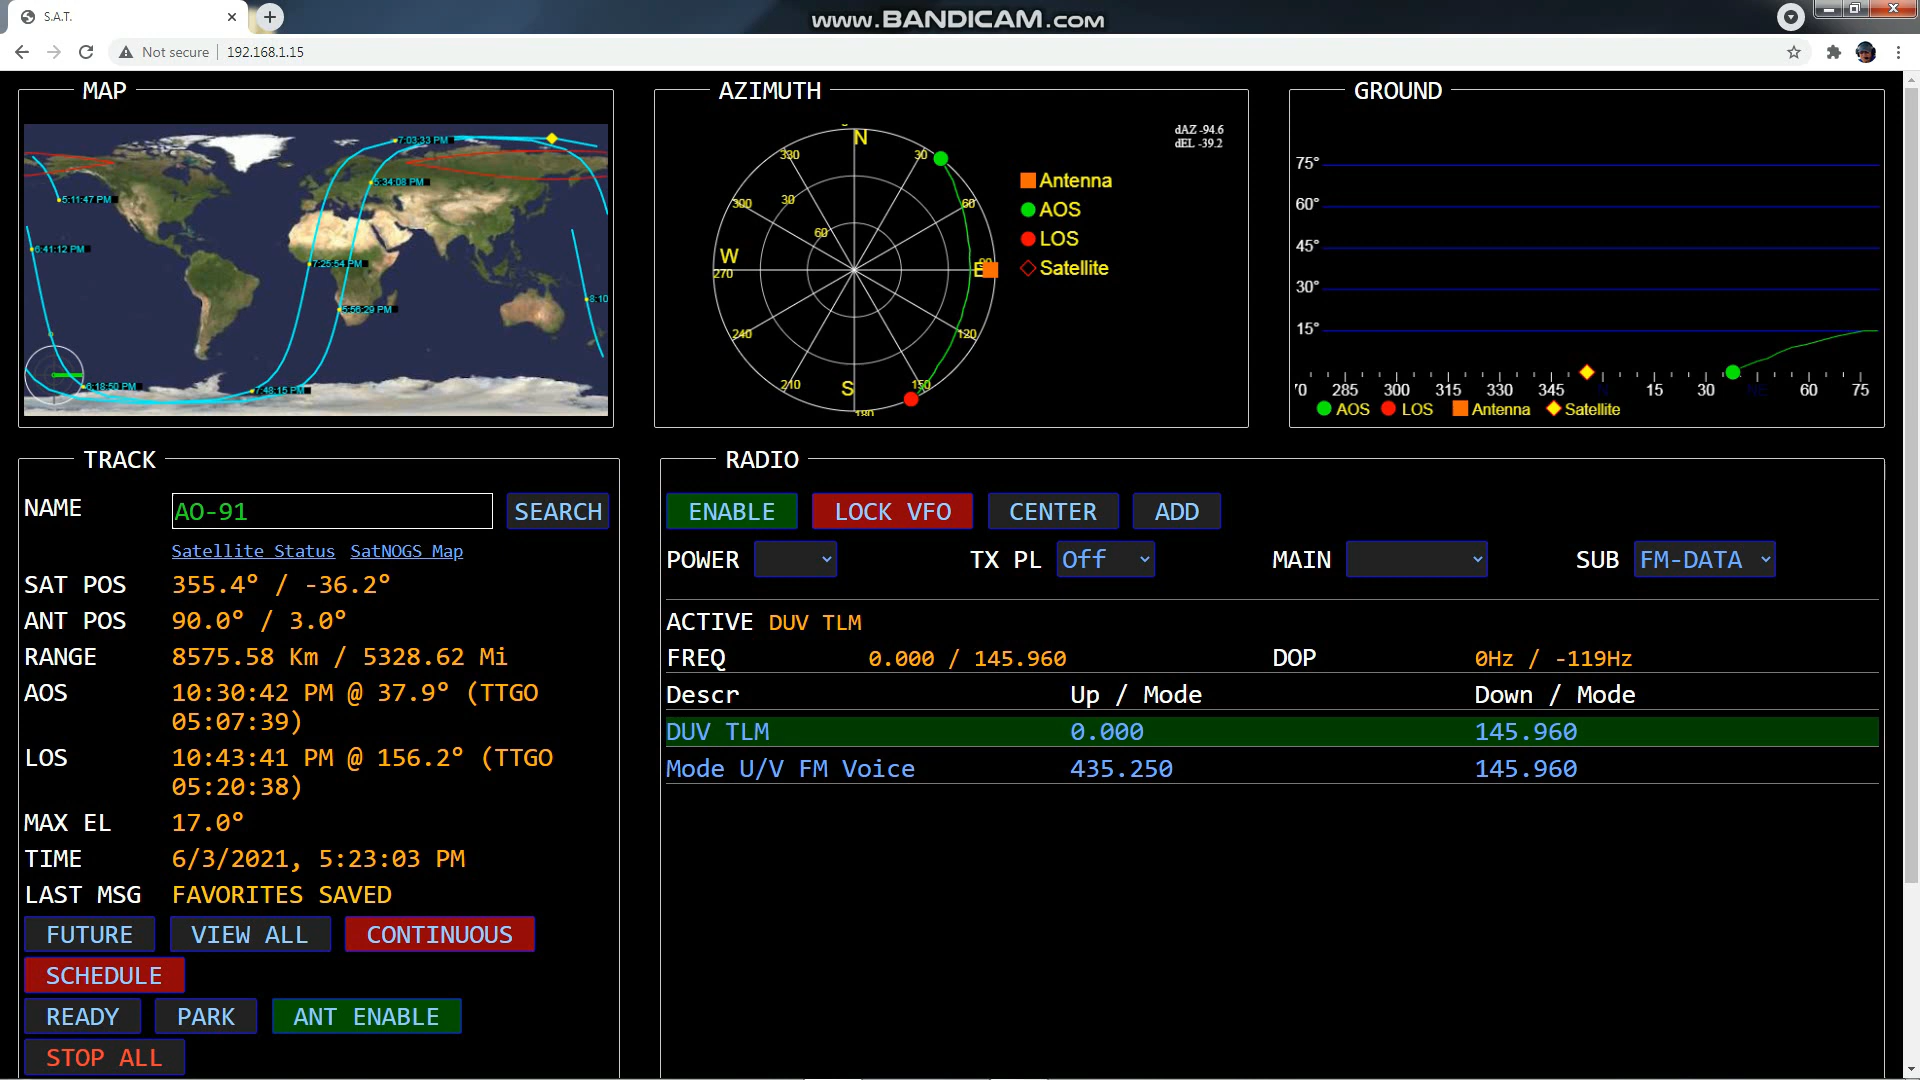 S.A.T.
www.BANDICAM.com
Not secure
192.168.1.15
MAP
7:03:33 PM
5:34:08 PM
5:11:47 PM
6:41:12 PM
7:25:54 PM
8:10
5:56:29 PM
6:18:50 PM
7:48:15 PM
AZIMUTH
dAZ -94.6
dEL -39.2
N
330
30
300
30
60
60
W
270
E
90
240
120
210
S
150
180
Antenna
AOS
LOS
Satellite
GROUND
75°
60°
45°
30°
15°
70 285 300 315 330 345 N 15 30 NE 60 75
AOS LOS Antenna Satellite
TRACK
NAME AO-91 SEARCH
Satellite Status SatNOGS Map
SAT POS 355.4° / -36.2°
ANT POS 90.0° / 3.0°
RANGE 8575.58 Km / 5328.62 Mi
AOS 10:30:42 PM @ 37.9° (TTGO
05:07:39)
LOS 10:43:41 PM @ 156.2° (TTGO
05:20:38)
MAX EL 17.0°
TIME 6/3/2021, 5:23:03 PM
LAST MSG FAVORITES SAVED
FUTURE VIEW ALL CONTINUOUS
SCHEDULE
READY PARK ANT ENABLE
STOP ALL
RADIO
ENABLE LOCK VFO CENTER ADD
POWER TX PL Off MAIN SUB FM-DATA
ACTIVE DUV TLM
FREQ 0.000 / 145.960 DOP 0Hz / -119Hz
Descr Up / Mode Down / Mode
DUV TLM 0.000 145.960
Mode U/V FM Voice 435.250 145.960